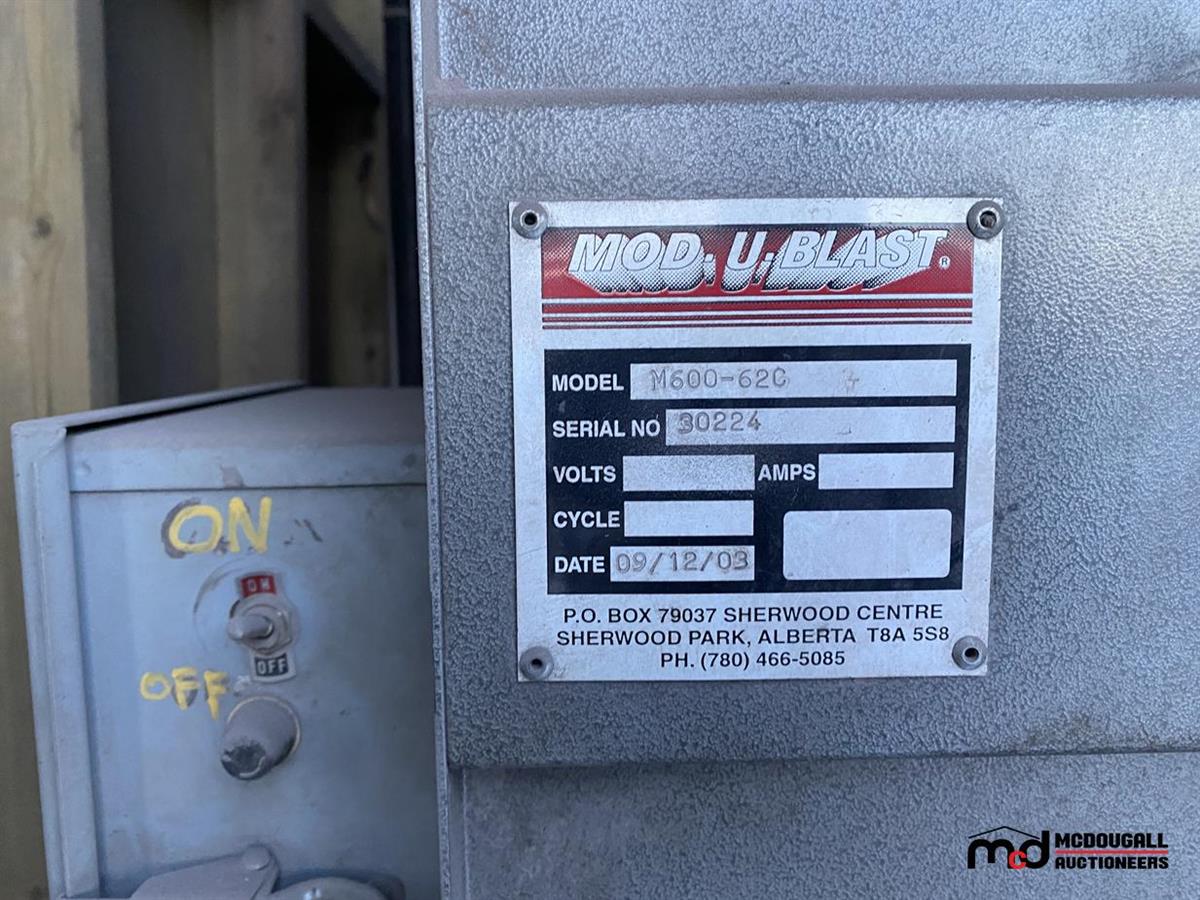 MOD. U. BLAST ®
MODEL M600-62C
SERIAL NO 30224
VOLTS AMPS
CYCLE
DATE 09/12/03
P.O. BOX 79037 SHERWOOD CENTRE
SHERWOOD PARK, ALBERTA T8A 5S8
PH. (780) 466-5085
ON
ON
OFF
OFF
mcd MCDOUGALL
AUCTIONEERS